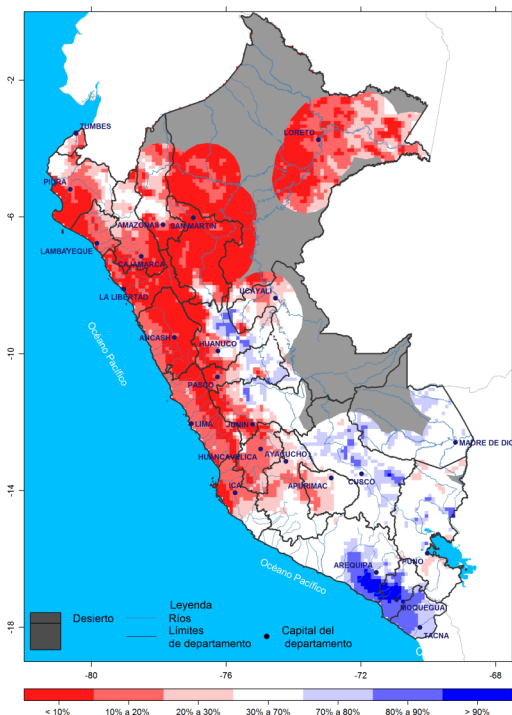 -2
-6
-10
-14
-18
TUMBES
LORETO
PIURA
AMAZONAS
SAN MARTIN
LAMBAYEQUE
CAJAMARCA
UCAYALI
LA LIBERTAD
ANCASH
HUANUCO
PASCO
Océano Pacífico
LIMA
JUNIN
HUANCAVELICA
AYACUCHO
MADRE DE DIO
ICA
APURIMAC
CUSCO
AREQUIPA
PUNO
Océano Pacífico
MOQUEGUA
TACNA
Leyenda
Desierto
Ríos
Límites
de departamento
Capital del
departamento
-80
-76
-72
-68
< 10%
10% a 20%
20% a 30%
30% a 70%
70% a 80%
80% a 90%
> 90%